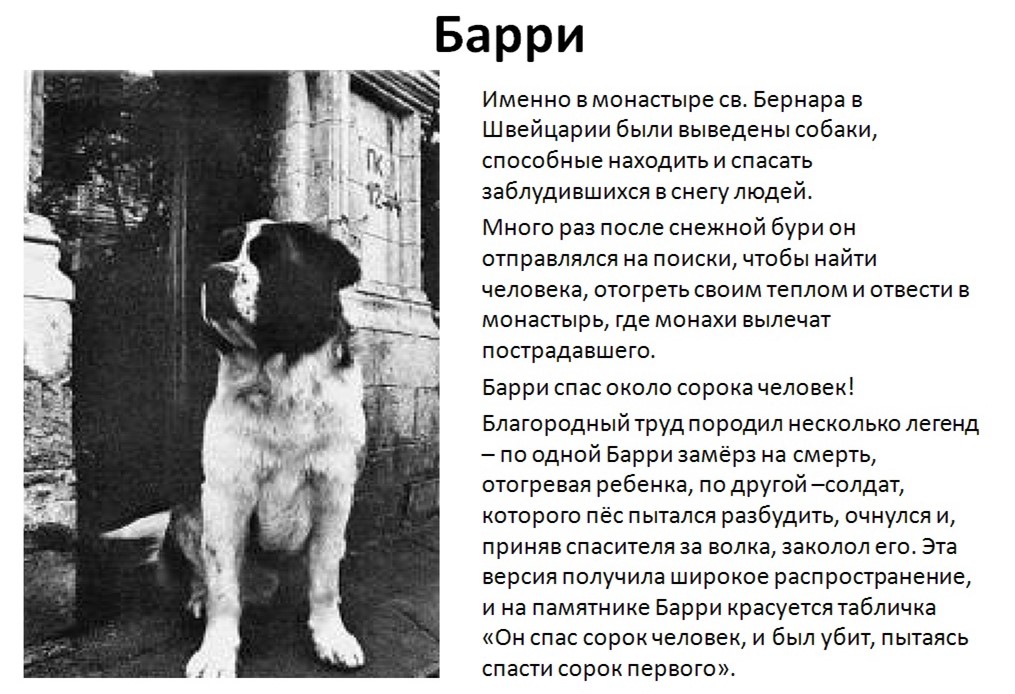 Барри
Именно в монастыре св. Бернара в
Швейцарии были выведены собаки,
способные находить и спасать
заблудившихся в снегу людей.
Много раз после снежной бури он
отправлялся на поиски, чтобы найти
человека, отогреть своим теплом и отвести в
монастырь, где монахи вылечат
пострадавшего.
Барри спас около сорока человек!
Благородный труд породил несколько легенд
– по одной Барри замёрз на смерть,
отогревая ребенка, по другой –солдат,
которого пёс пытался разбудить, очнулся и,
приняв спасителя за волка, заколол его. Эта
версия получила широкое распространение,
и на памятнике Барри красуется табличка
«Он спас сорок человек, и был убит, пытаясь
спасти сорок первого».
ПК